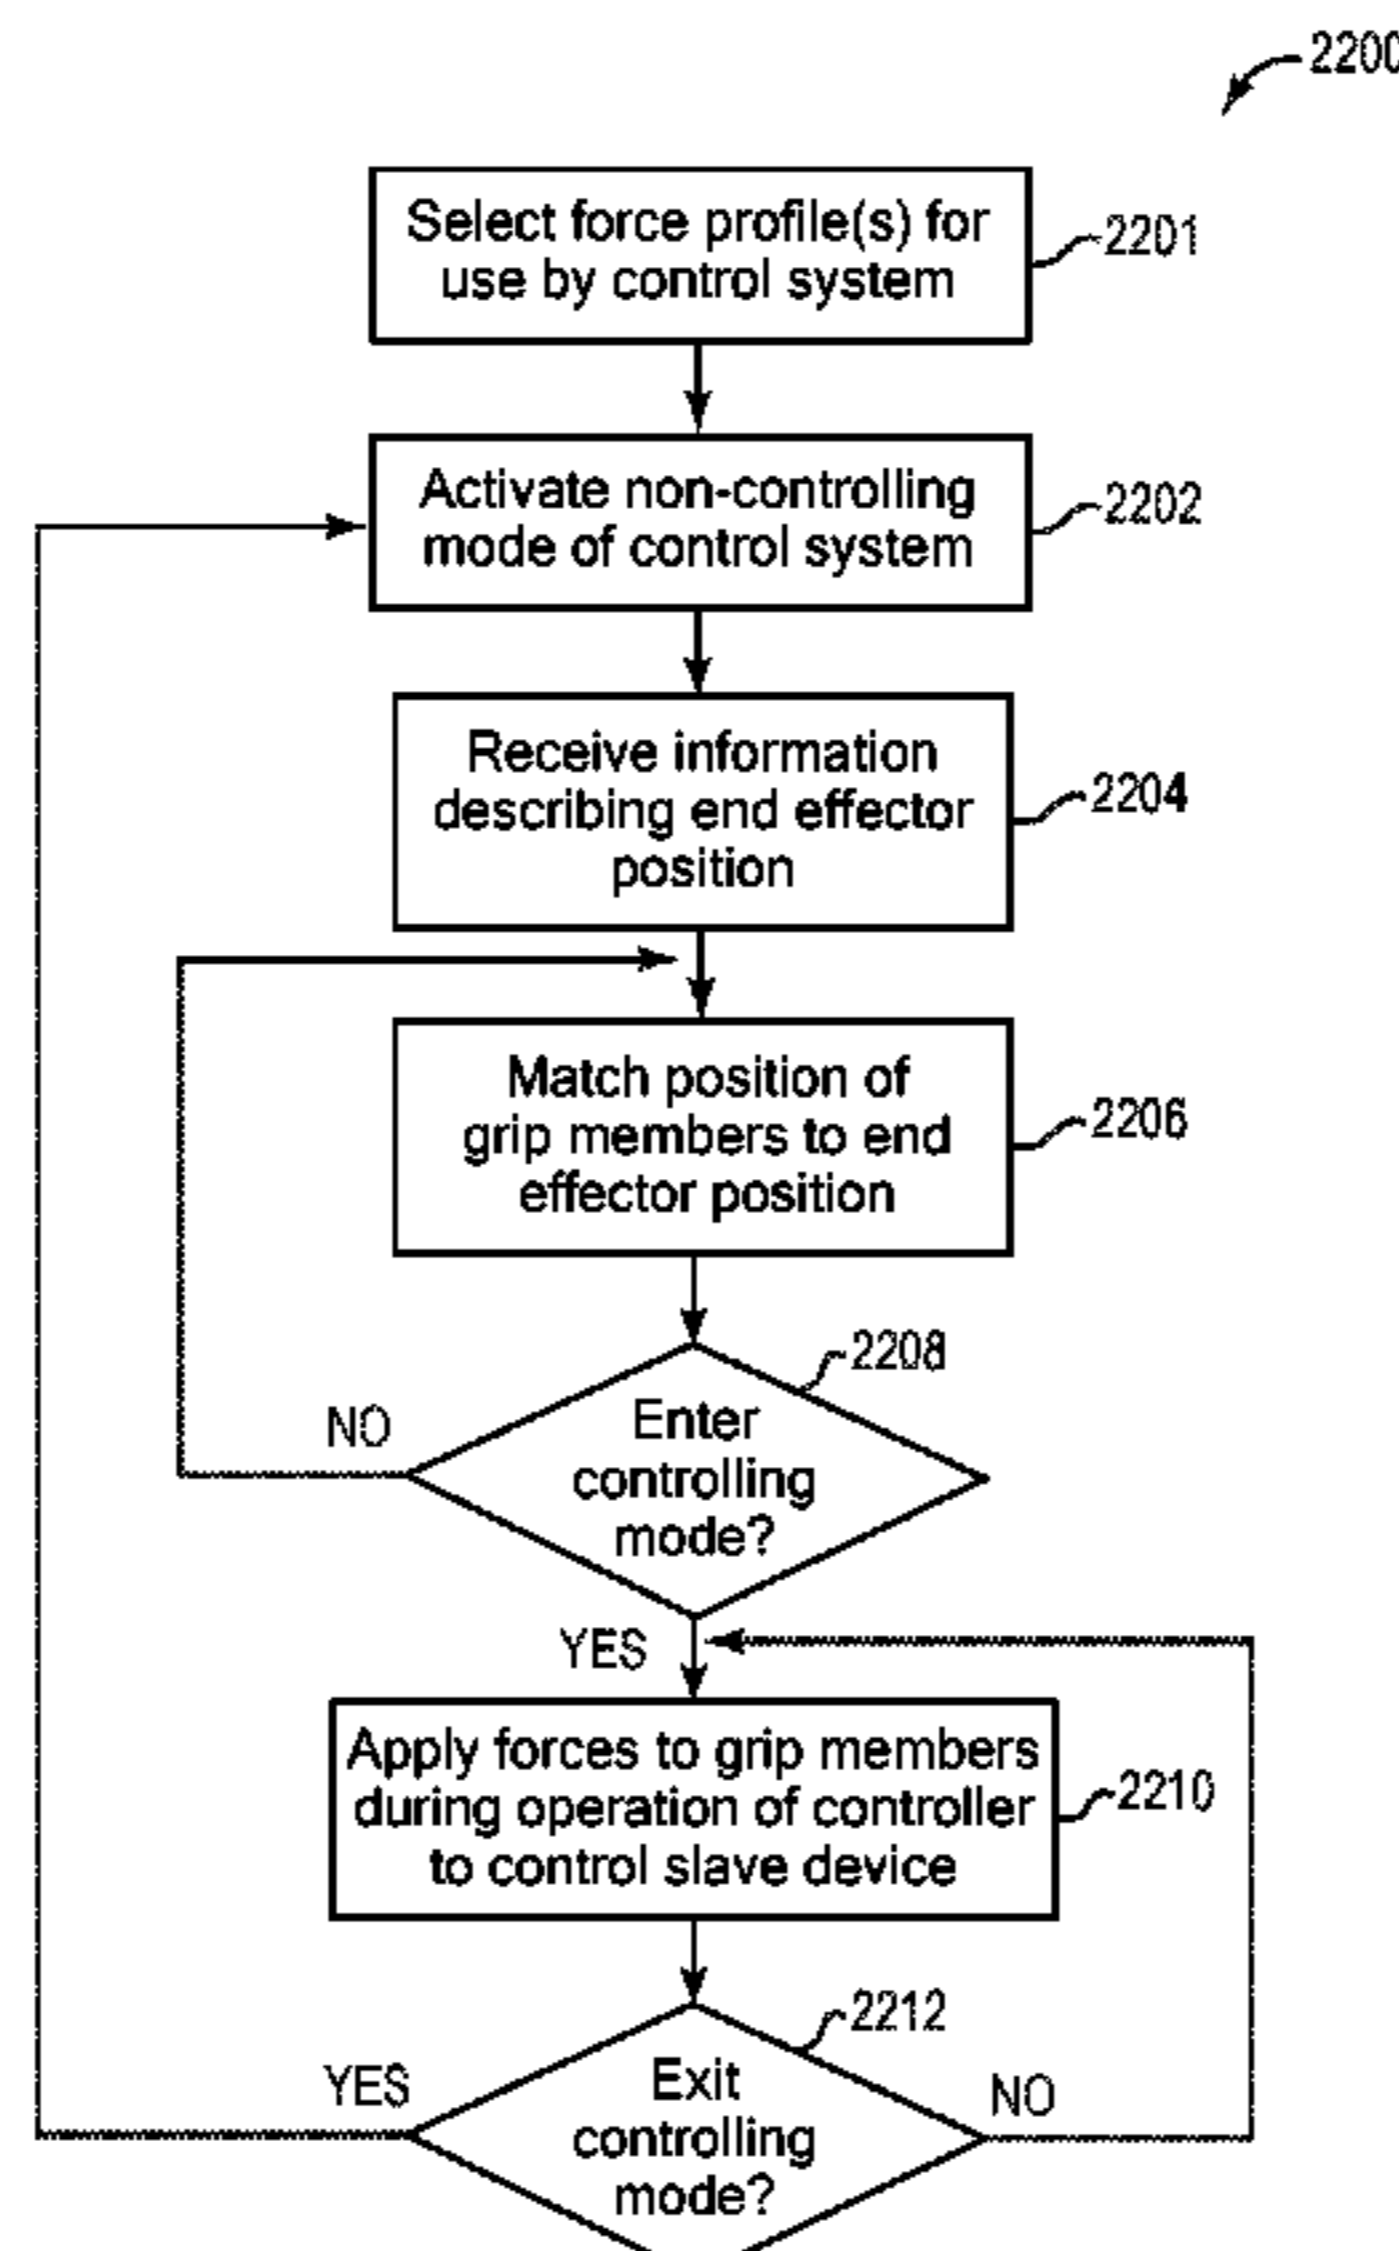 2200
Select force profile(s) for
use by control system
2201
Activate non-controlling
mode of control system
2202
Receive information
describing end effector
position
2204
Match position of
grip members to end
effector position
2206
2208
Enter
controlling
mode?
NO
YES
Apply forces to grip members
during operation of controller
to control slave device
2210
2212
Exit
controlling
mode?
YES
NO